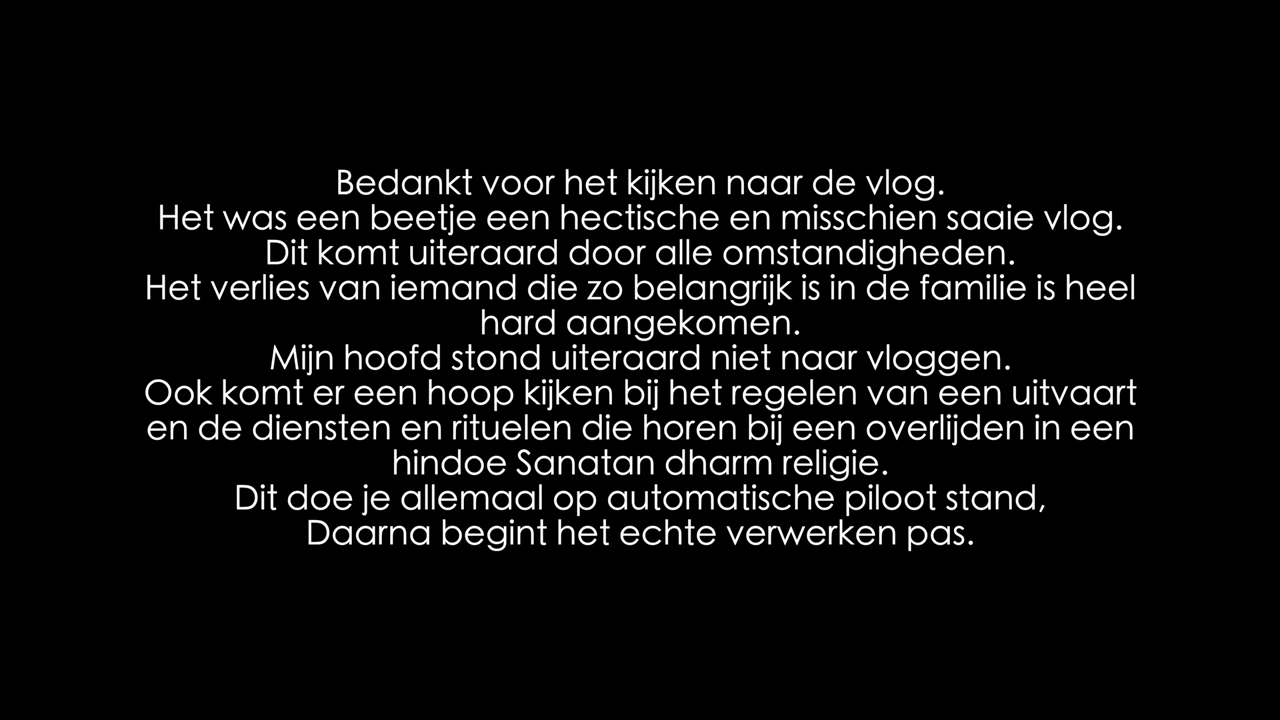 Bedankt voor het kijken naar de vlog.
Het was een beetje een hectische en misschien saaie vlog.
Dit komt uiteraard door alle omstandigheden.
Het verlies van iemand die zo belangrijk is in de familie is heel
hard aangekomen.
Mijn hoofd stond uiteraard niet naar vloggen.
Ook komt er een hoop kijken bij het regelen van een uitvaart
en de diensten en rituelen die horen bij een overlijden in een
hindoe Sanatan dharm religie.
Dit doe je allemaal op automatische piloot stand,
Daarna begint het echte verwerken pas.